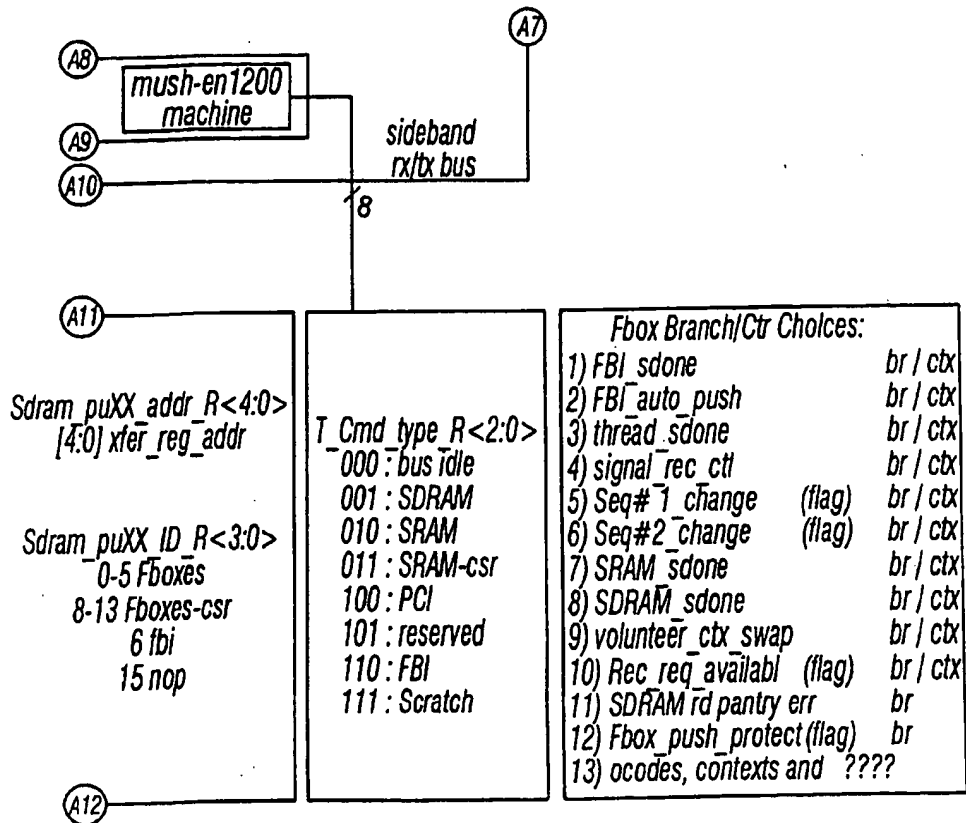 A7
A8
mush-en1200
machine
A9
sideband
rx/tx bus
A10
8
A11
Sdram_puXX_addr_R<4:0>
[4:0] xfer_reg_addr
Sdram_puXX_ID_R<3:0>
0-5 Fboxes
8-13 Fboxes-csr
6 fbi
15 nop
A12
T_Cmd_type_R<2:0>
000 : bus idle
001 : SDRAM
010 : SRAM
011 : SRAM-csr
100 : PCI
101 : reserved
110 : FBI
111 : Scratch
Fbox Branch/Ctr Choices:
1) FBI_sdone br / ctx
2) FBI_auto_push br / ctx
3) thread_sdone br / ctx
4) signal_rec_ctl br / ctx
5) Seq#_1_change (flag) br / ctx
6) Seq#2_change (flag) br / ctx
7) SRAM_sdone br / ctx
8) SDRAM_sdone br / ctx
9) volunteer_ctx_swap br / ctx
10) Rec_req_availabl (flag) br / ctx
11) SDRAM rd pantry err br
12) Fbox_push_protect (flag) br
13) ocodes, contexts and ????